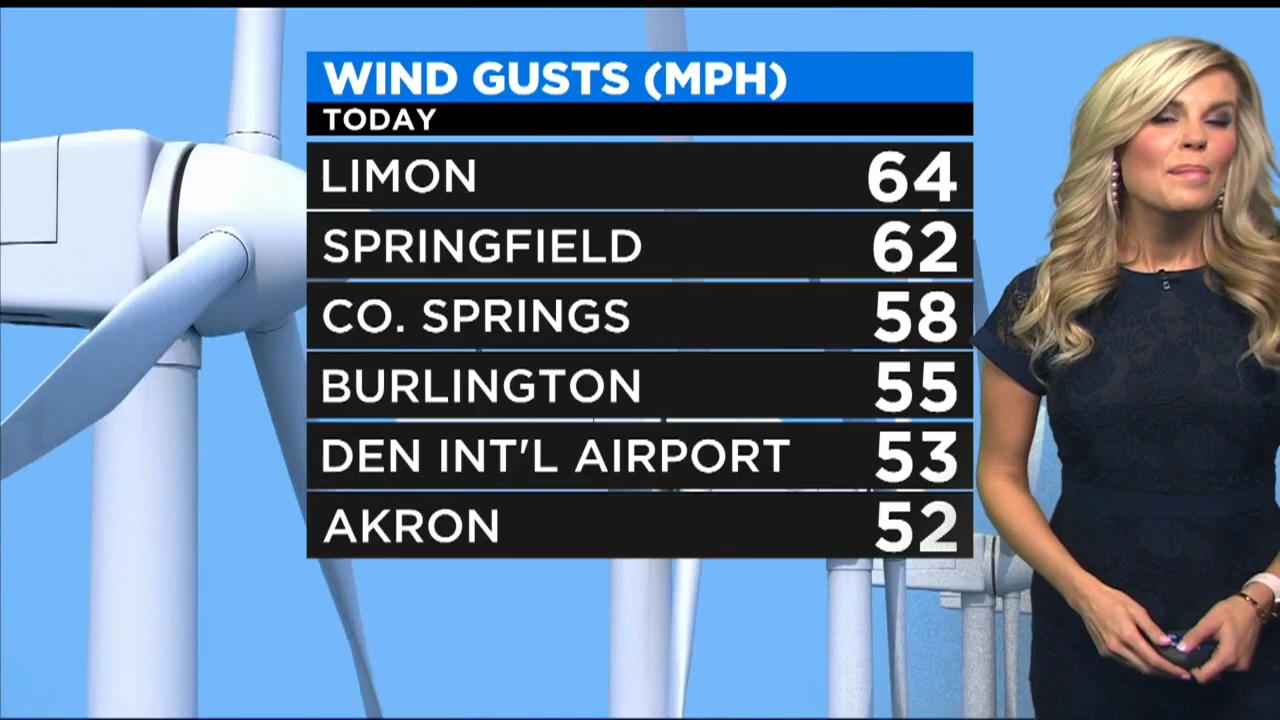 WIND GUSTS (MPH)
TODAY
LIMON 64
SPRINGFIELD 62
CO. SPRINGS 58
BURLINGTON 55
DEN INT'L AIRPORT 53
AKRON 52